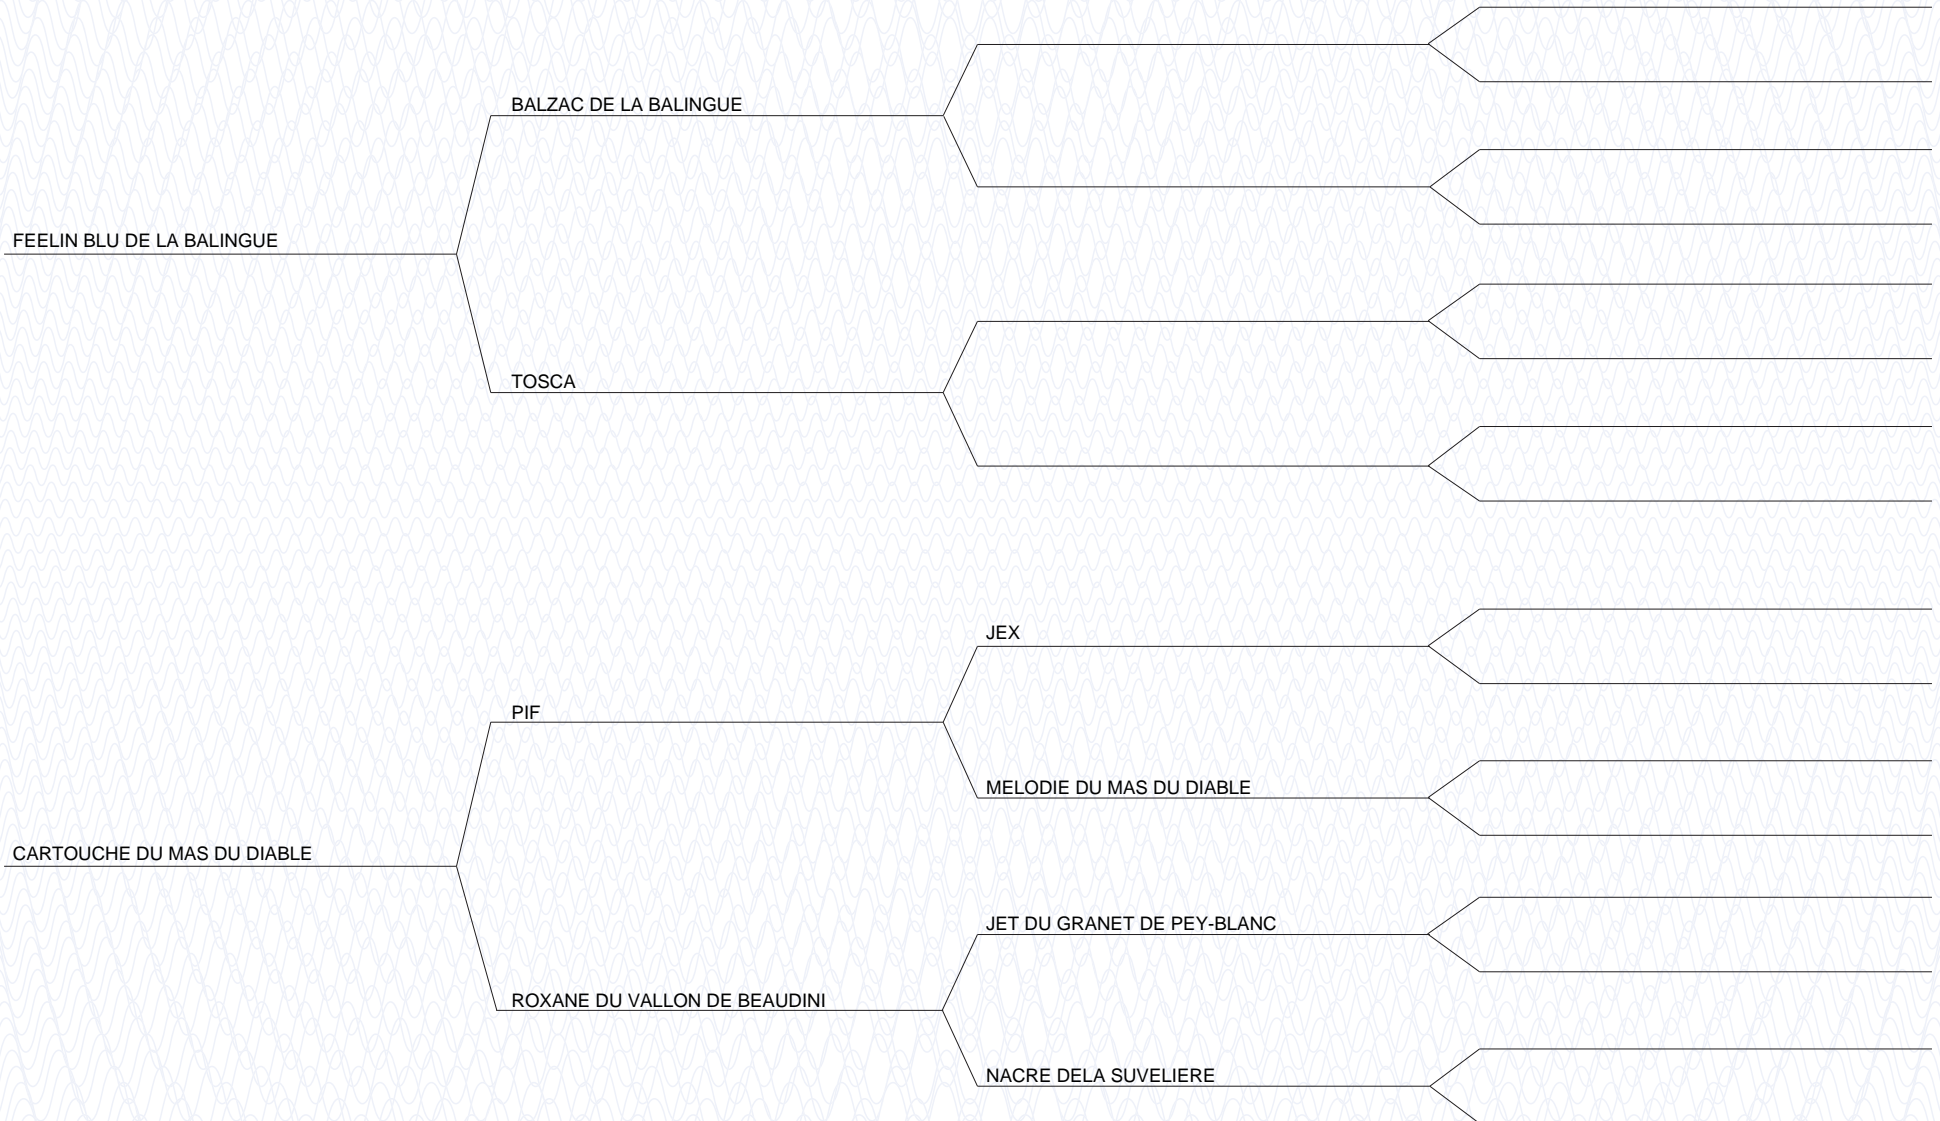 BALZAC DE LA BALINGUE
FEELIN BLU DE LA BALINGUE
TOSCA
JEX
PIF
MELODIE DU MAS DU DIABLE
CARTOUCHE DU MAS DU DIABLE
JET DU GRANET DE PEY-BLANC
ROXANE DU VALLON DE BEAUDINI
NACRE DELA SUVELIERE